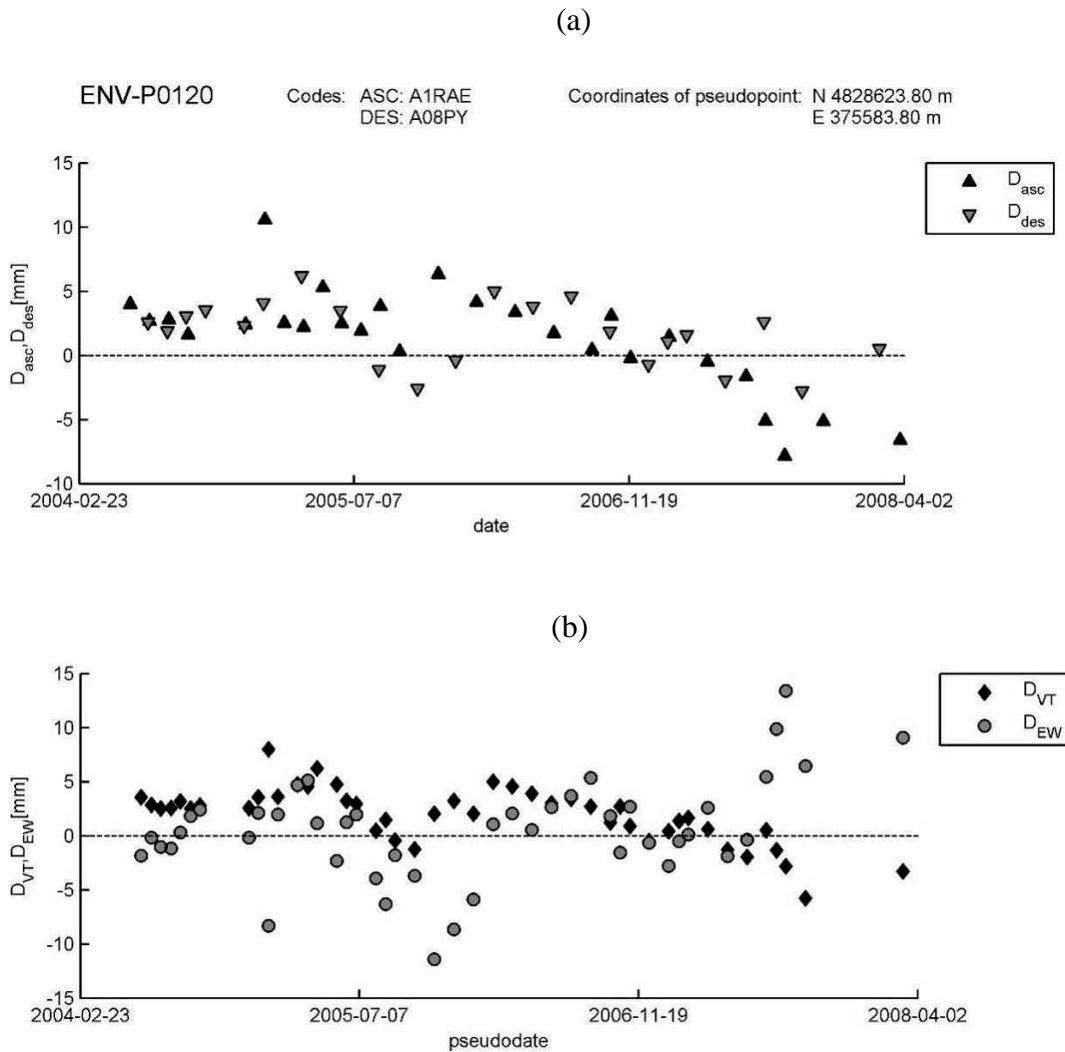 (a)
ENV-P0120 Codes: ASC: A1RAE Coordinates of pseudopoint: N 4828623.80 m
DES: A08PY E 375583.80 m
15
10
5
0
-5
-10
D_asc,D_des[mm]
2004-02-23 2005-07-07 2006-11-19 2008-04-02
date
D_asc
D_des
(b)
15
10
5
0
-5
-10
-15
D_VT,D_EW[mm]
2004-02-23 2005-07-07 2006-11-19 2008-04-02
pseudodate
D_VT
D_EW